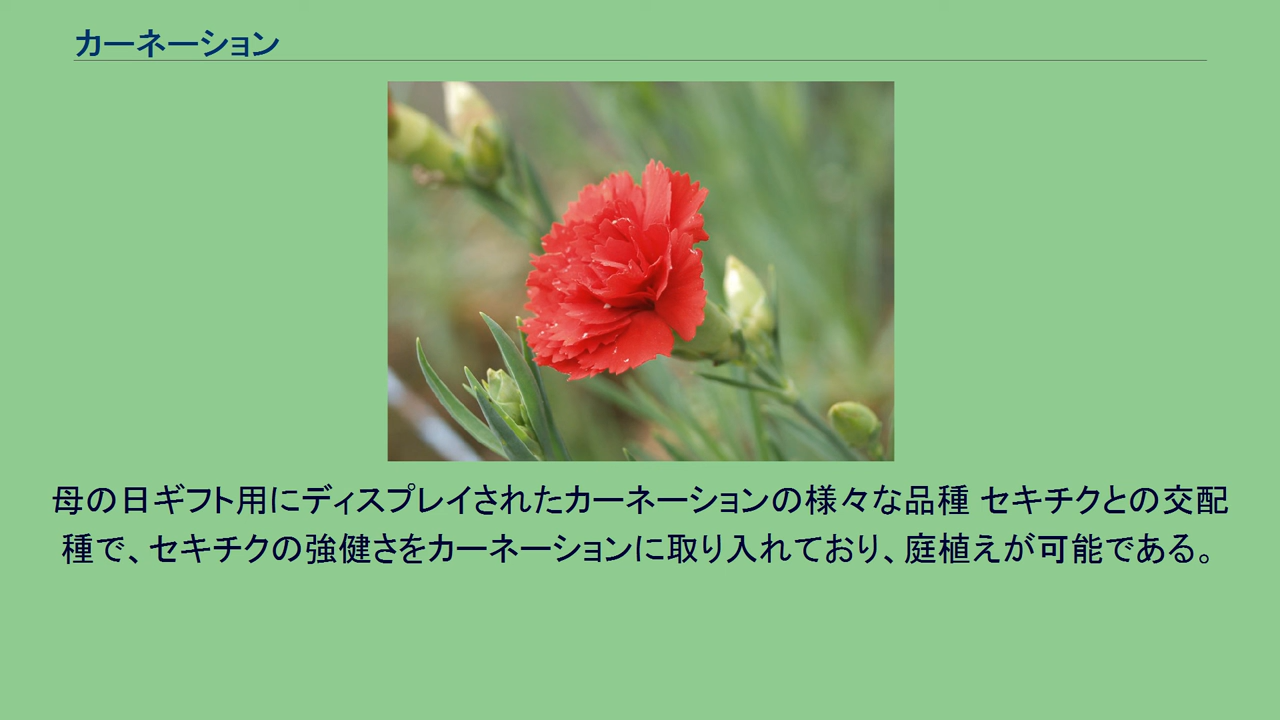 カーネーション
母の日ギフト用にディスプレイされたカーネーションの様々な品種 セキチクとの交配
種で、セキチクの強健さをカーネーションに取り入れており、庭植えが可能である。